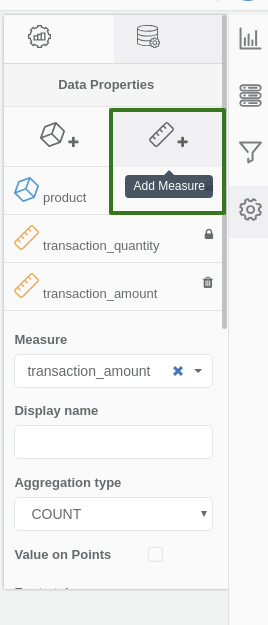 Data Properties
Add Measure
product
transaction_quantity
transaction_amount
Measure
transaction_amount
Display name
Aggregation type
COUNT
Value on Points